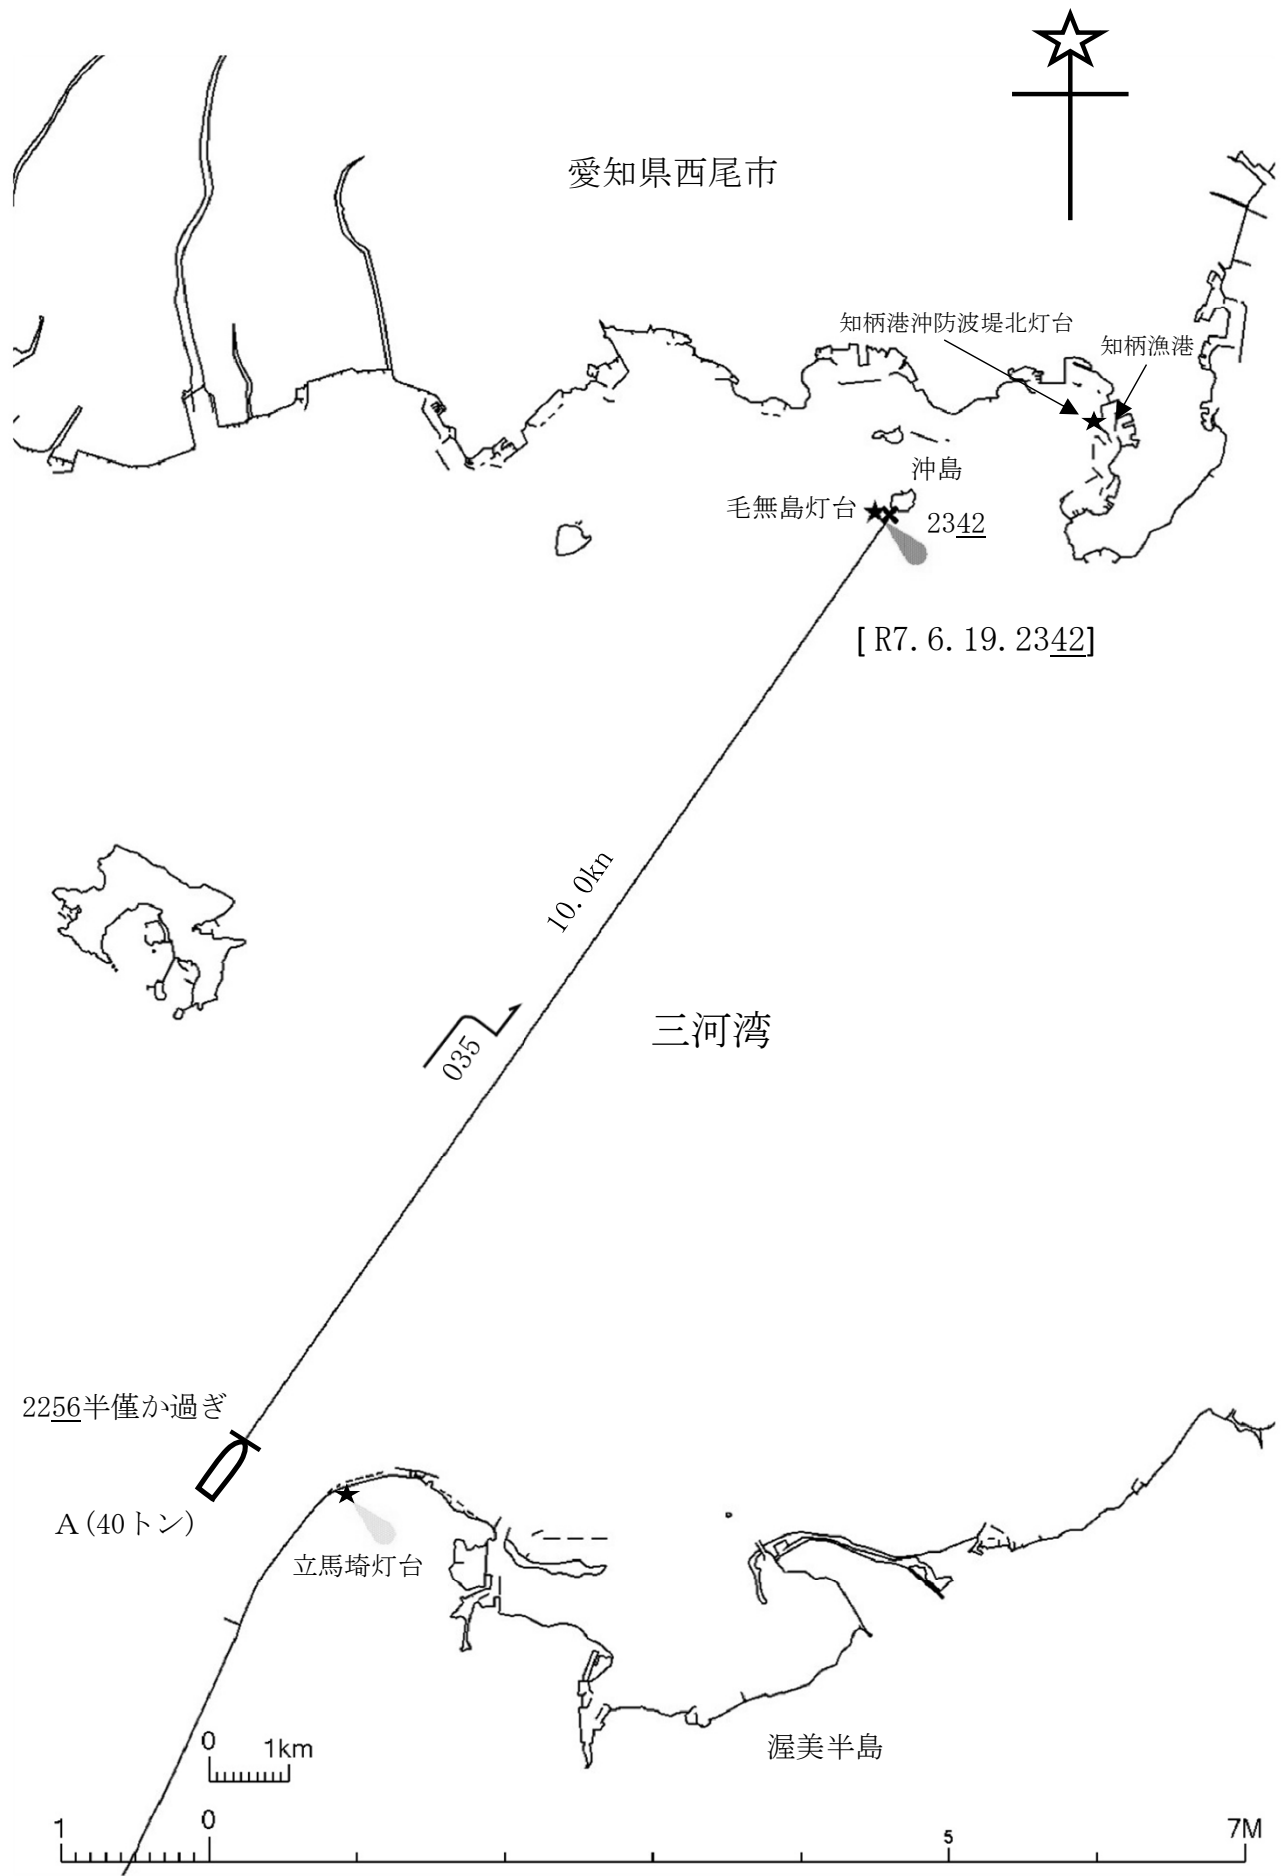 愛知県西尾市
知柄港沖防波堤北灯台
知柄漁港
沖島
毛無島灯台
2342
[R7.6.19.2342]
10.0kn
三河湾
035
2256半僅か過ぎ
A(40トン)
立馬埼灯台
渥美半島
0 1km
1 0 5 7M